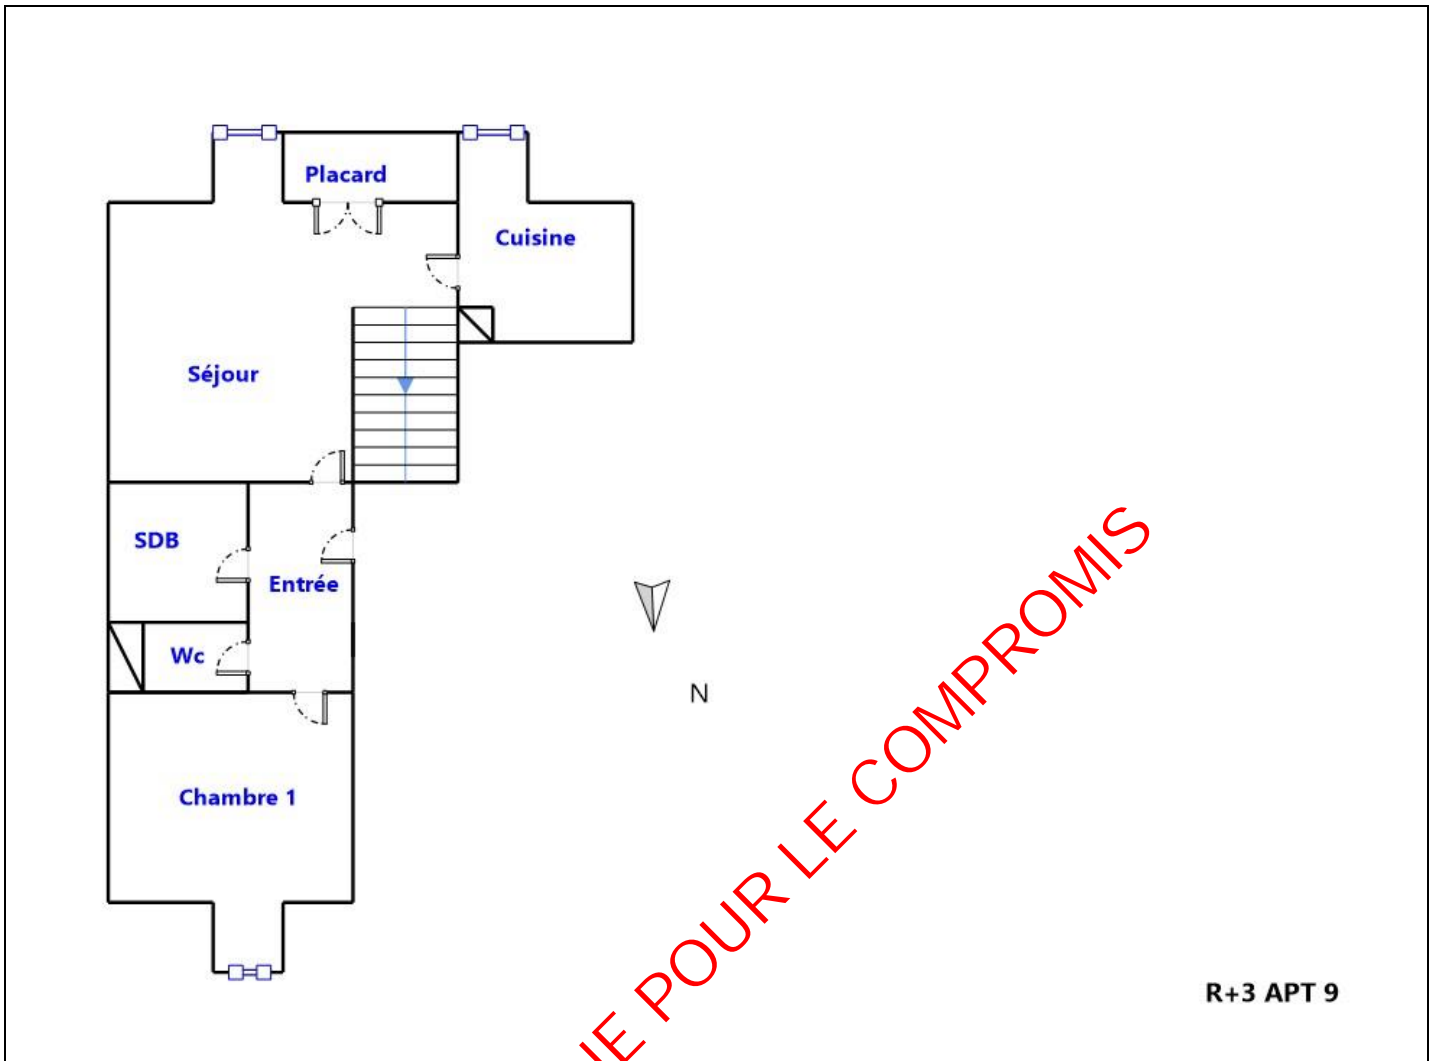 Placard
Cuisine
Séjour
SDB
Entrée
Wc
N
Chambre 1
POUR LE COMPROMIS
R+3 APT 9